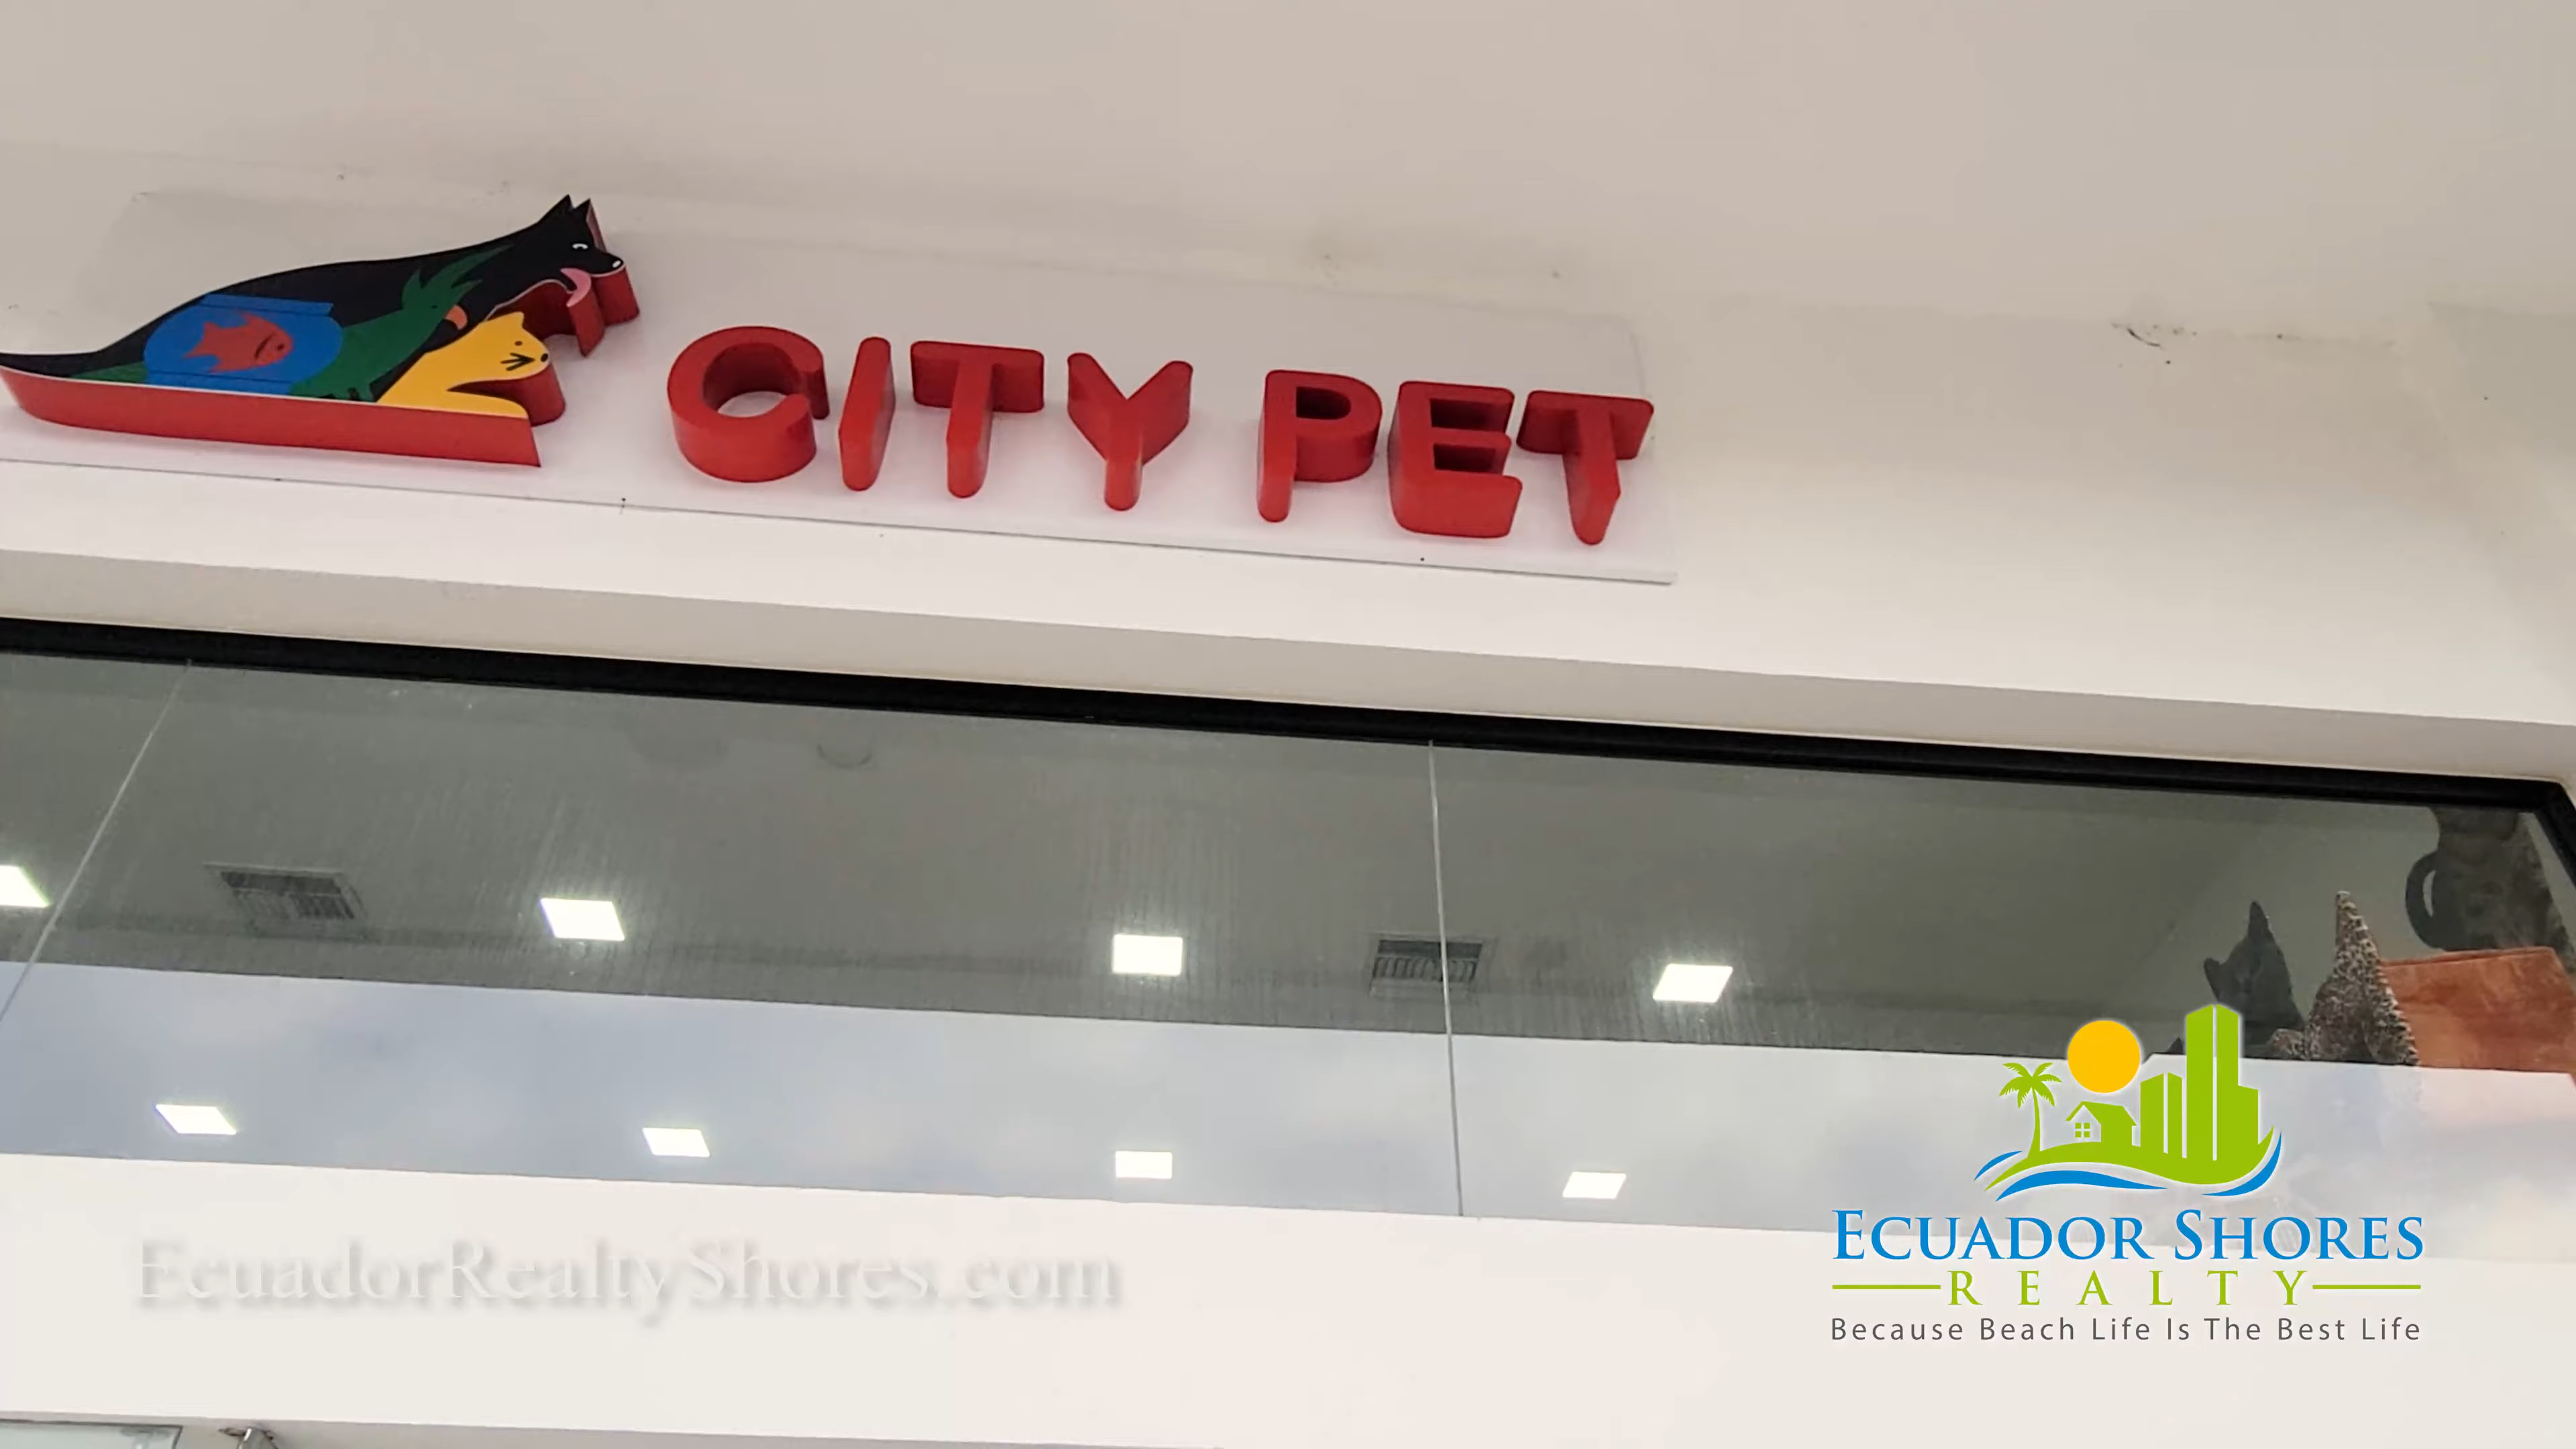 CITY PET
EcuadorRealtyShores.com
ECUADOR SHORES
REALTY
Because Beach Life Is The Best Life